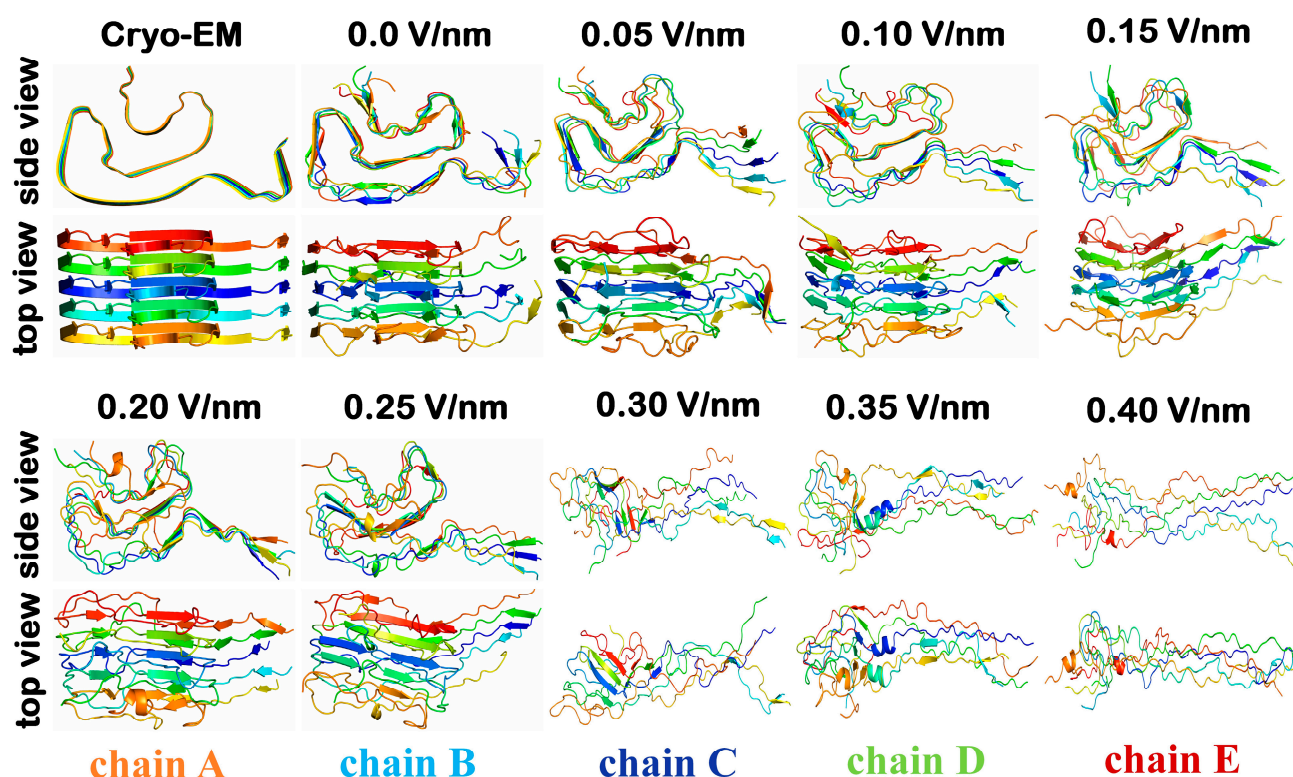 Cryo-EM 0.0 V/nm 0.05 V/nm 0.10 V/nm 0.15 V/nm
side view
top view
0.20 V/nm 0.25 V/nm 0.30 V/nm 0.35 V/nm 0.40 V/nm
side view
top view
chain A chain B chain C chain D chain E